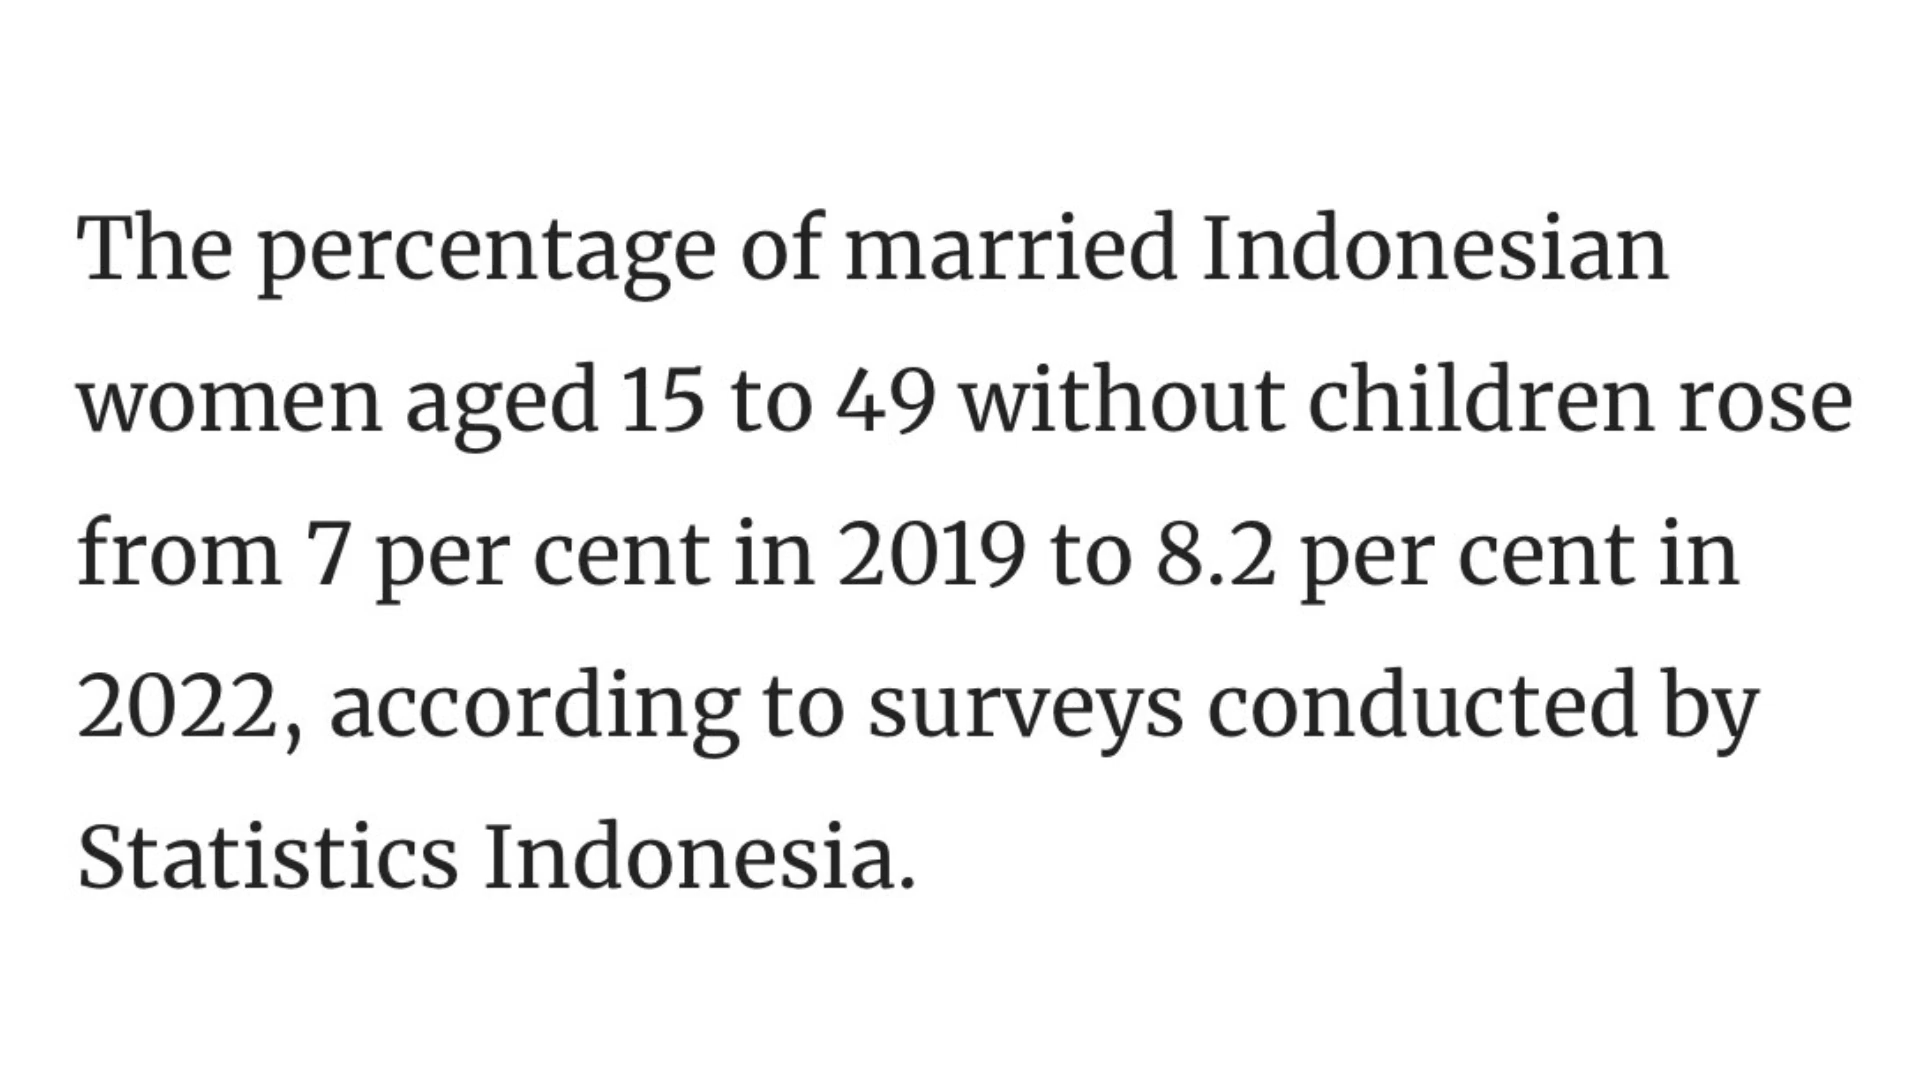 The percentage of married Indonesian
women aged 15 to 49 without children rose
from 7 per cent in 2019 to 8.2 per cent in
2022, according to surveys conducted by
Statistics Indonesia.